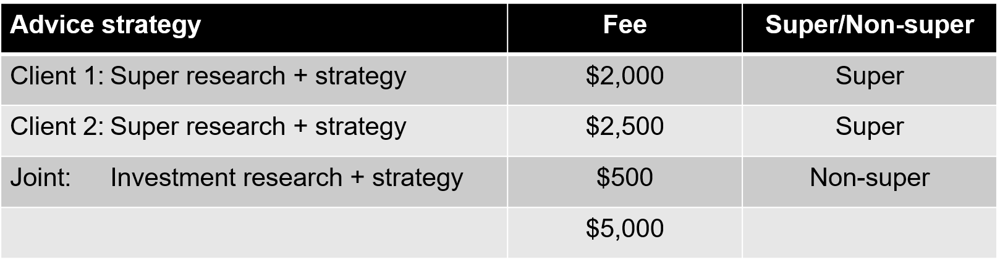 Advice strategy Fee Super/Non-super
Client 1: Super research + strategy $2,000 Super
Client 2: Super research + strategy $2,500 Super
Joint: Investment research + strategy $500 Non-super
$5,000